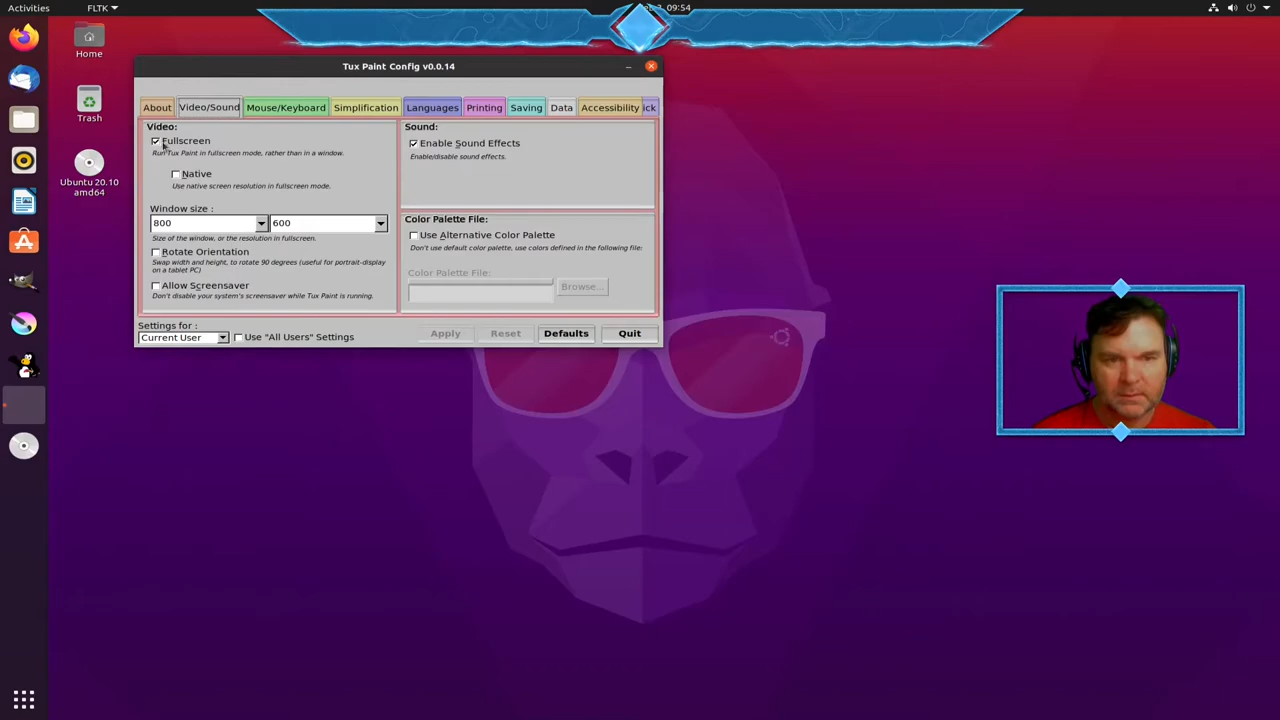 Activities
FLTK
09:54
Home
Trash
Ubuntu 20.10
amd64
Tux Paint Config v0.0.14
About
Video/Sound
Mouse/Keyboard
Simplification
Languages
Printing
Saving
Data
Accessibility
ick
Video:
Fullscreen
Run Tux Paint in fullscreen mode, rather than in a window.
Native
Use native screen resolution in fullscreen mode.
Window size :
800
600
Size of the window, or the resolution in fullscreen.
Rotate Orientation
Swap width and height, to rotate 90 degrees (useful for portrait-display
on a tablet PC)
Allow Screensaver
Don't disable your system's screensaver while Tux Paint is running.
Sound:
Enable Sound Effects
Enable/disable sound effects.
Color Palette File:
Use Alternative Color Palette
Don't use default color palette, use colors defined in the following file:
Color Palette File:
Browse...
Settings for :
Current User
Use "All Users" Settings
Apply
Reset
Defaults
Quit